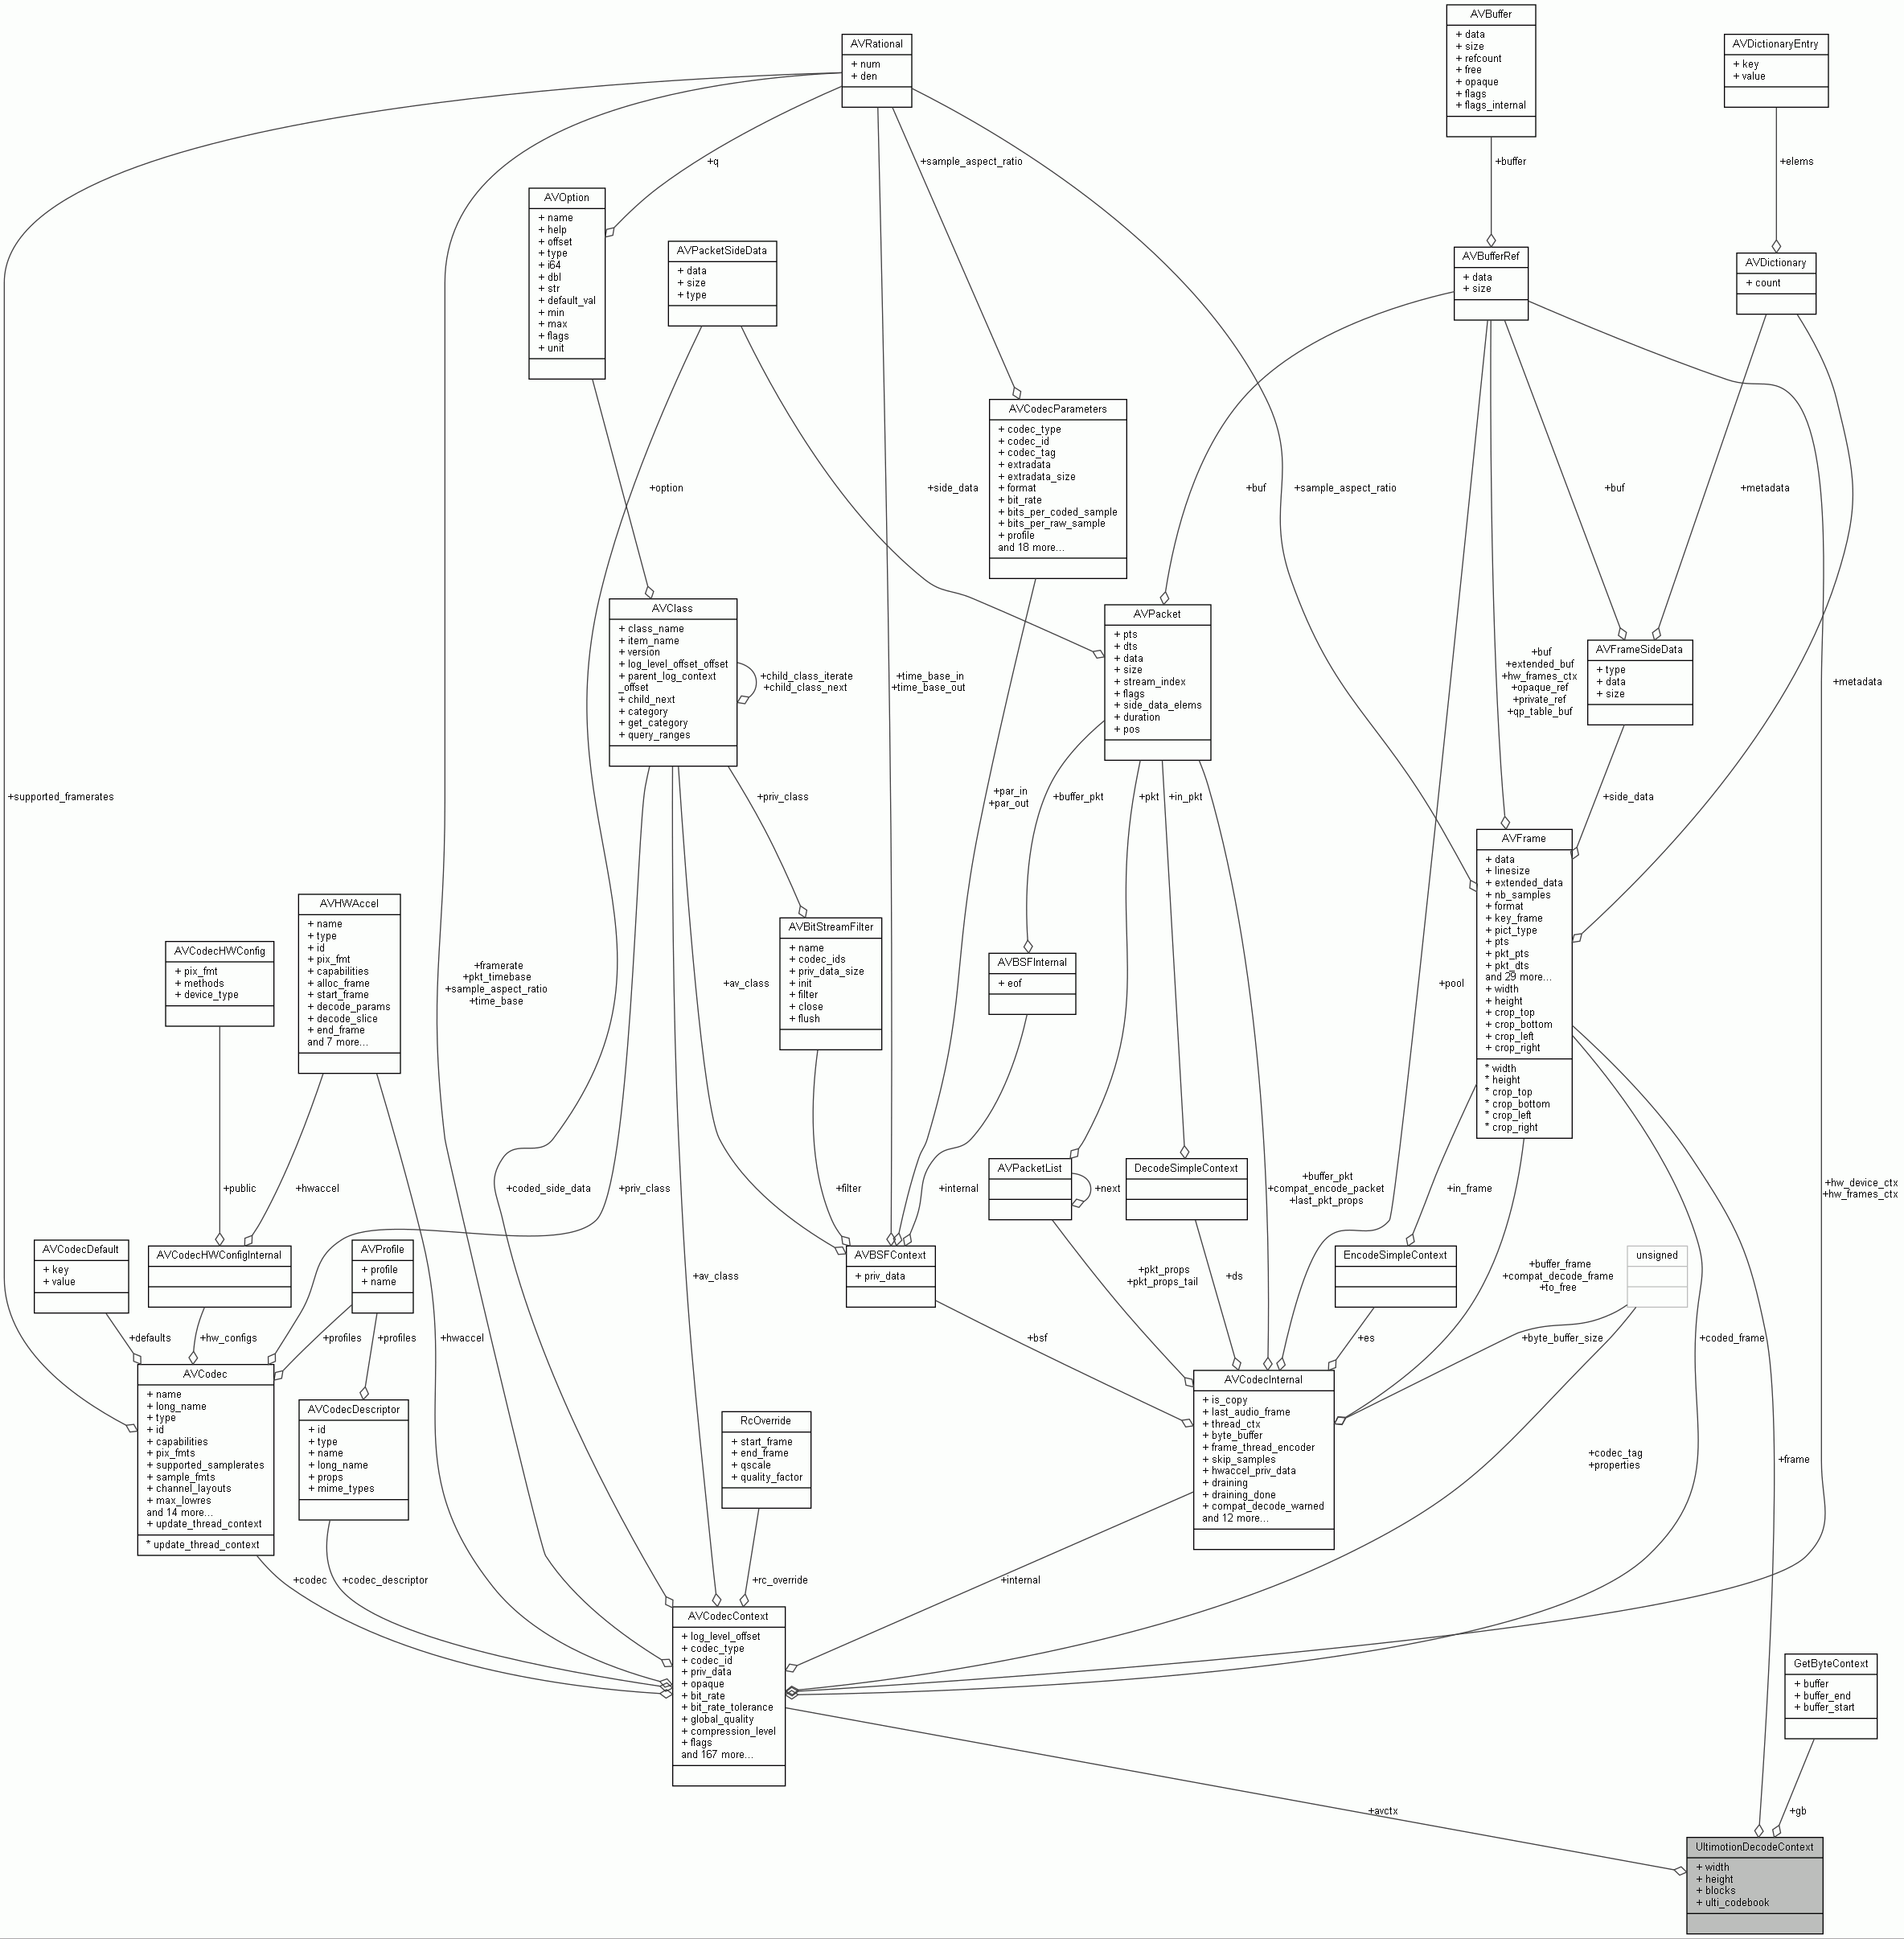 AVBuffer
+ data
+ size
+ refcount
+ free
+ opaque
+ flags
+ flags_internal
AVRational
+ num
+ den
AVDictionaryEntry
+ key
+ value
+q
+sample_aspect_ratio
+buffer
+elems
AVOption
+ name
+ help
+ offset
+ type
+ i64
+ dbl
+ str
+ default_val
+ min
+ max
+ flags
+ unit
AVPacketSideData
+ data
+ size
+ type
AVBufferRef
+ data
+ size
AVDictionary
+ count
AVCodecParameters
+ codec_type
+ codec_id
+ codec_tag
+ extradata
+ extradata_size
+ format
+ bit_rate
+ bits_per_coded_sample
+ bits_per_raw_sample
+ profile
and 18 more...
+option
+side_data
+buf
+sample_aspect_ratio
+buf
+metadata
AVClass
+ class_name
+ item_name
+ version
+ log_level_offset_offset
+ parent_log_context
_offset
+ child_next
+ category
+ get_category
+ query_ranges
+child_class_iterate
+child_class_next
+time_base_in
+time_base_out
AVPacket
+ pts
+ dts
+ data
+ size
+ stream_index
+ flags
+ side_data_elems
+ duration
+ pos
+buf
+extended_buf
+hw_frames_ctx
+opaque_ref
+private_ref
+qp_table_buf
AVFrameSideData
+ type
+ data
+ size
+metadata
+supported_framerates
+priv_class
+par_in
+par_out
+buffer_pkt
+pkt
+in_pkt
+side_data
AVFrame
+ data
+ linesize
+ extended_data
+ nb_samples
+ format
+ key_frame
+ pict_type
+ pts
+ pkt_pts
+ pkt_dts
and 29 more...
+ width
+ height
+ crop_top
+ crop_bottom
+ crop_left
+ crop_right
* width
* height
* crop_top
* crop_bottom
* crop_left
* crop_right
AVHWAccel
+ name
+ type
+ id
+ pix_fmt
+ capabilities
+ alloc_frame
+ start_frame
+ decode_params
+ decode_slice
+ end_frame
and 7 more...
AVCodecHWConfig
+ pix_fmt
+ methods
+ device_type
+framerate
+pkt_timebase
+sample_aspect_ratio
+time_base
+av_class
AVBitStreamFilter
+ name
+ codec_ids
+ priv_data_size
+ init
+ filter
+ close
+ flush
AVBSFInternal
+ eof
+pool
+public
+hwaccel
+coded_side_data
+priv_class
+filter
+internal
AVPacketList
+next
DecodeSimpleContext
+buffer_pkt
+compat_encode_packet
+last_pkt_props
+in_frame
+hw_device_ctx
+hw_frames_ctx
AVCodecDefault
+ key
+ value
AVCodecHWConfigInternal
AVProfile
+ profile
+ name
+av_class
AVBSFContext
+ priv_data
+pkt_props
+pkt_props_tail
+ds
EncodeSimpleContext
+buffer_frame
+compat_decode_frame
+to_free
unsigned
+defaults
+hw_configs
+profiles
+profiles
+hwaccel
+bsf
+es
+byte_buffer_size
+coded_frame
AVCodec
+ name
+ long_name
+ type
+ id
+ capabilities
+ pix_fmts
+ supported_samplerates
+ sample_fmts
+ channel_layouts
+ max_lowres
and 14 more...
+ update_thread_context
* update_thread_context
AVCodecDescriptor
+ id
+ type
+ name
+ long_name
+ props
+ mime_types
RcOverride
+ start_frame
+ end_frame
+ qscale
+ quality_factor
AVCodecInternal
+ is_copy
+ last_audio_frame
+ thread_ctx
+ byte_buffer
+ frame_thread_encoder
+ skip_samples
+ hwaccel_priv_data
+ draining
+ draining_done
+ compat_decode_warned
and 12 more...
+codec_tag
+properties
+frame
+codec
+codec_descriptor
+rc_override
+internal
AVCodecContext
+ log_level_offset
+ codec_type
+ codec_id
+ priv_data
+ opaque
+ bit_rate
+ bit_rate_tolerance
+ global_quality
+ compression_level
+ flags
and 167 more...
GetByteContext
+ buffer
+ buffer_end
+ buffer_start
+avctx
+gb
UltimotionDecodeContext
+ width
+ height
+ blocks
+ ulti_codebook